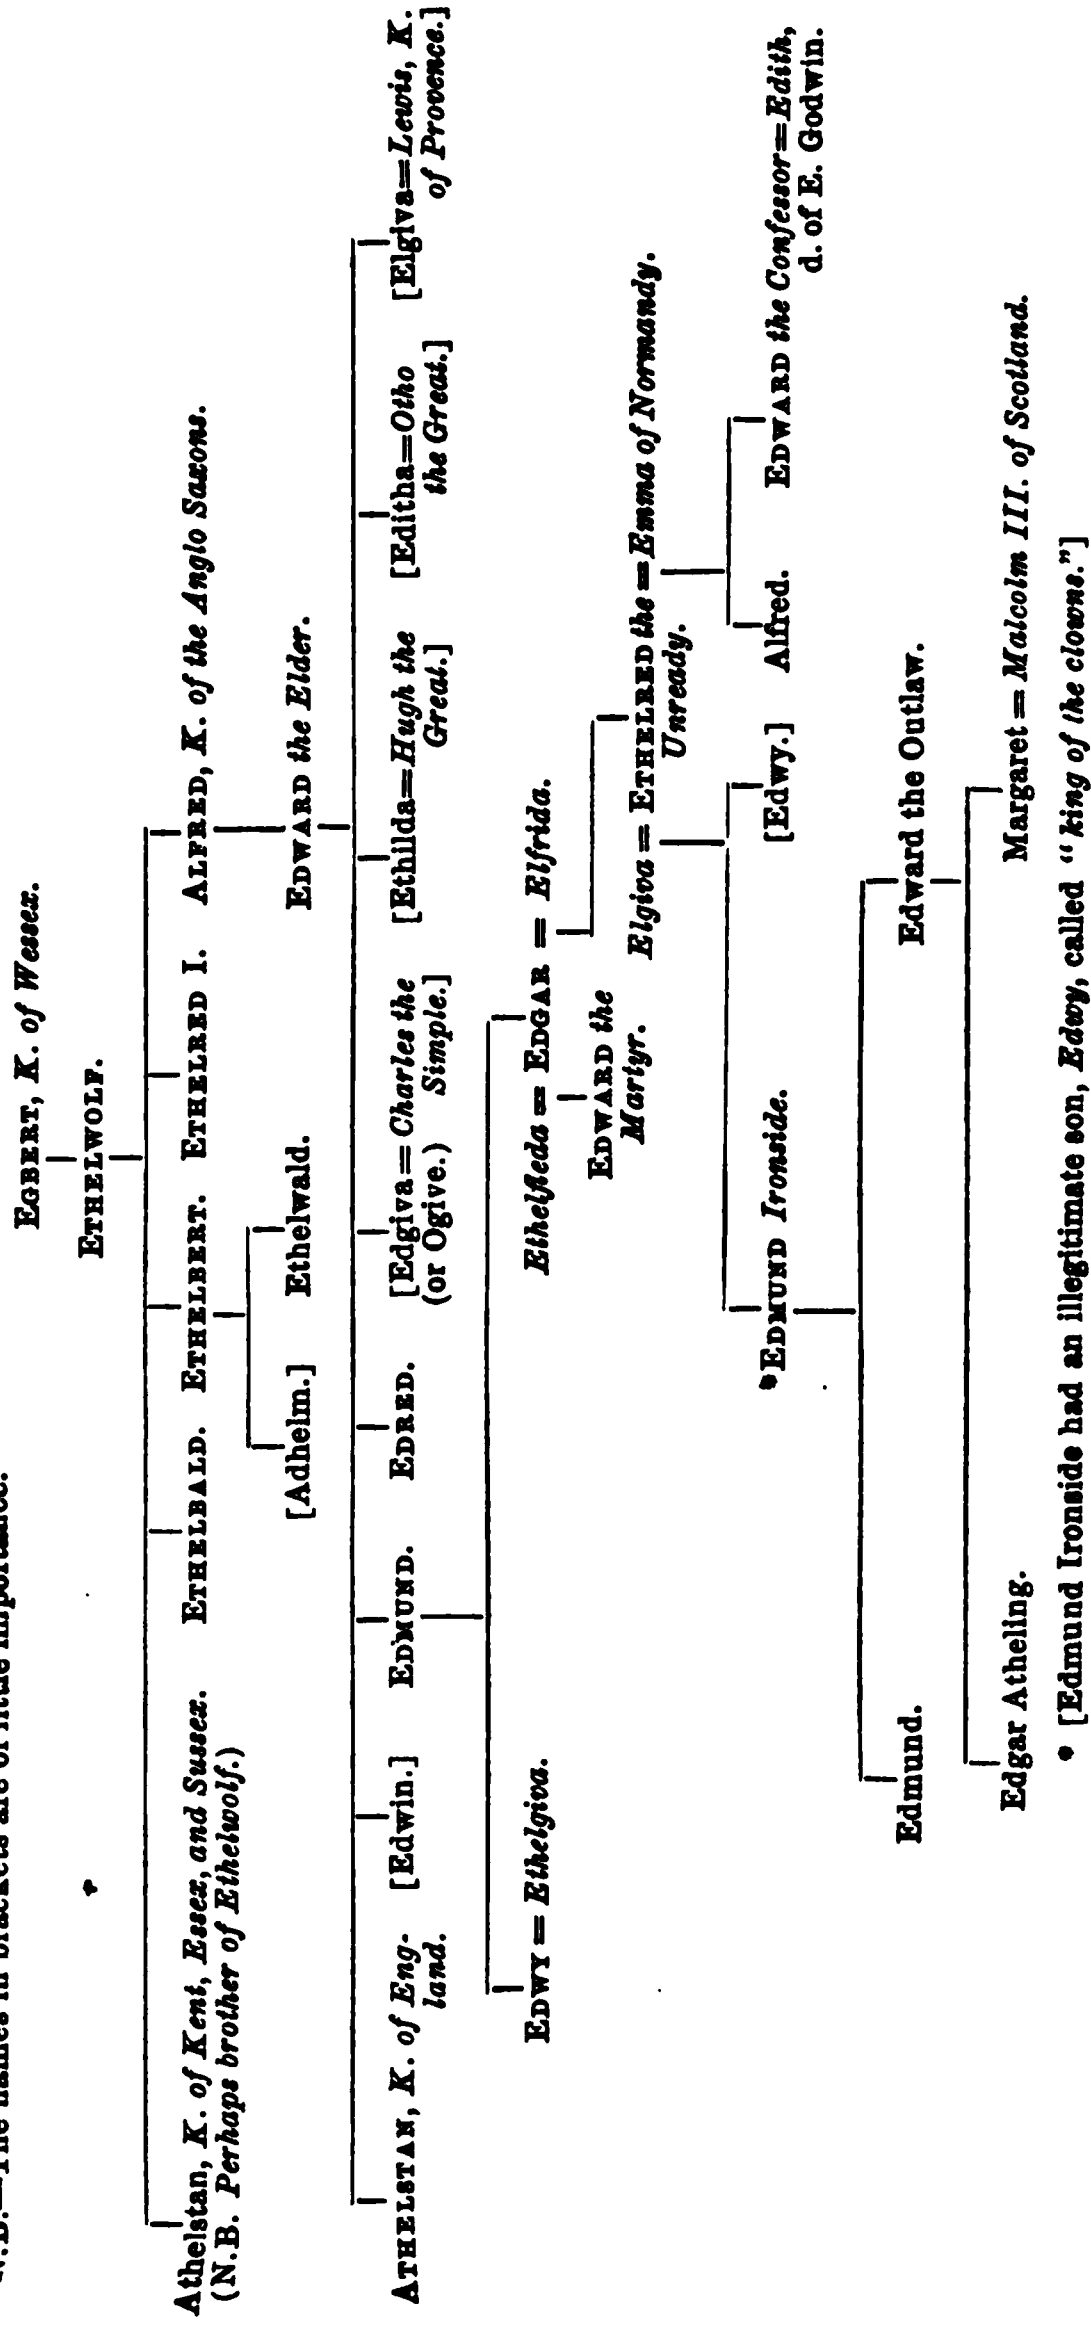 N.B.—The names in brackets are of little importance.
EGBERT, K. of Wessex.
ETHELWOLF.
Athelstan, K. of Kent, Essex, and Sussex. ETHELBALD. ETHELBERT. ETHELRED I. ALFRED, K. of the Anglo Saxons.
(N.B. Perhaps brother of Ethelwolf.)
[Adhelm.] Ethelwald. EDWARD the Elder.
ATHELSTAN, K. of Eng- [Edwin.] EDMUND. EDRED. [Edgiva=Charles the [Ethilda=Hugh the [Editha=Otho [Elgiva=Lewis, K.
land. (or Ogive.) Simple.] Great.] the Great.] of Provence.]
EDWY = Ethelgiva. Ethelfleda = EDGAR = Elfrida.
EDWARD the
Martyr.
Elgiva = ETHELRED the = Emma of Normandy.
Unready.
*EDMUND Ironside. [Edwy.] Alfred. EDWARD the Confessor=Edith,
d. of E. Godwin.
Edmund. Edward the Outlaw.
Edgar Atheling. Margaret = Malcolm III. of Scotland.
* [Edmund Ironside had an illegitimate son, Edwy, called "king of the clowns."]